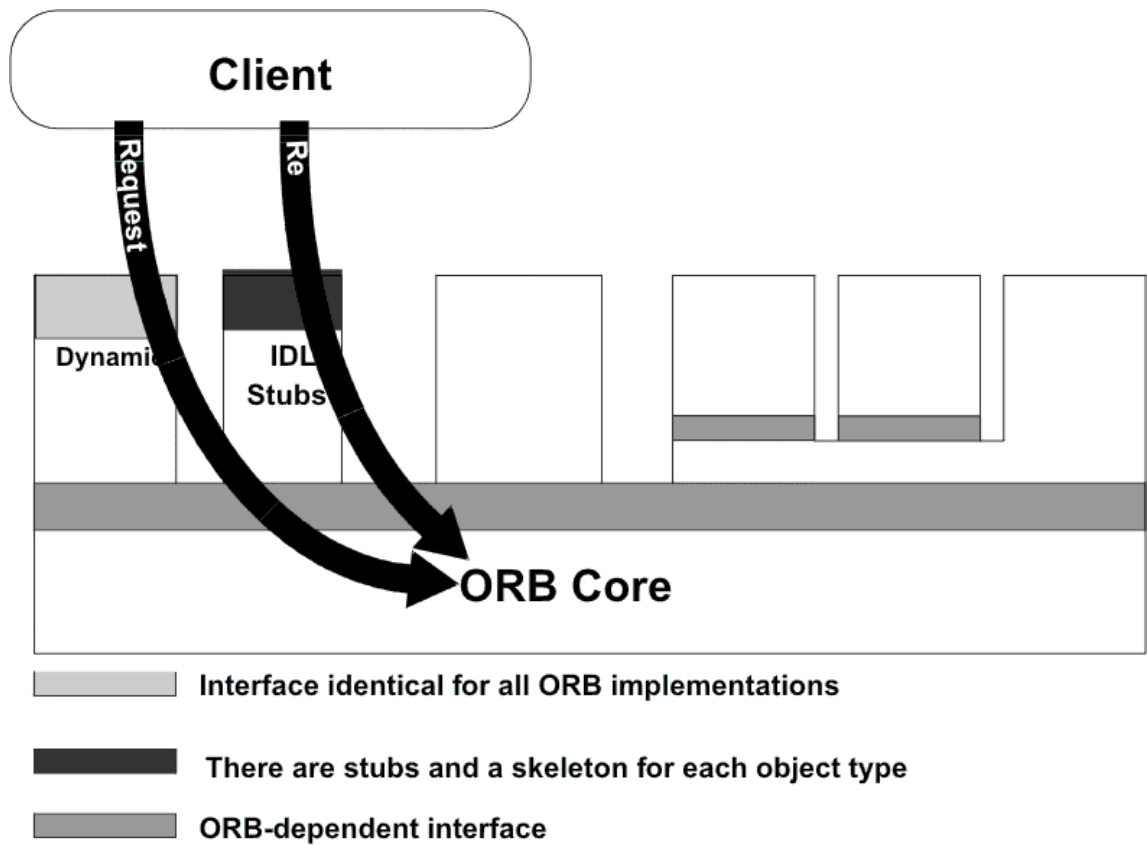 Client
Request
Re
Dynamic
IDL
Stubs
ORB Core
Interface identical for all ORB implementations
There are stubs and a skeleton for each object type
ORB-dependent interface